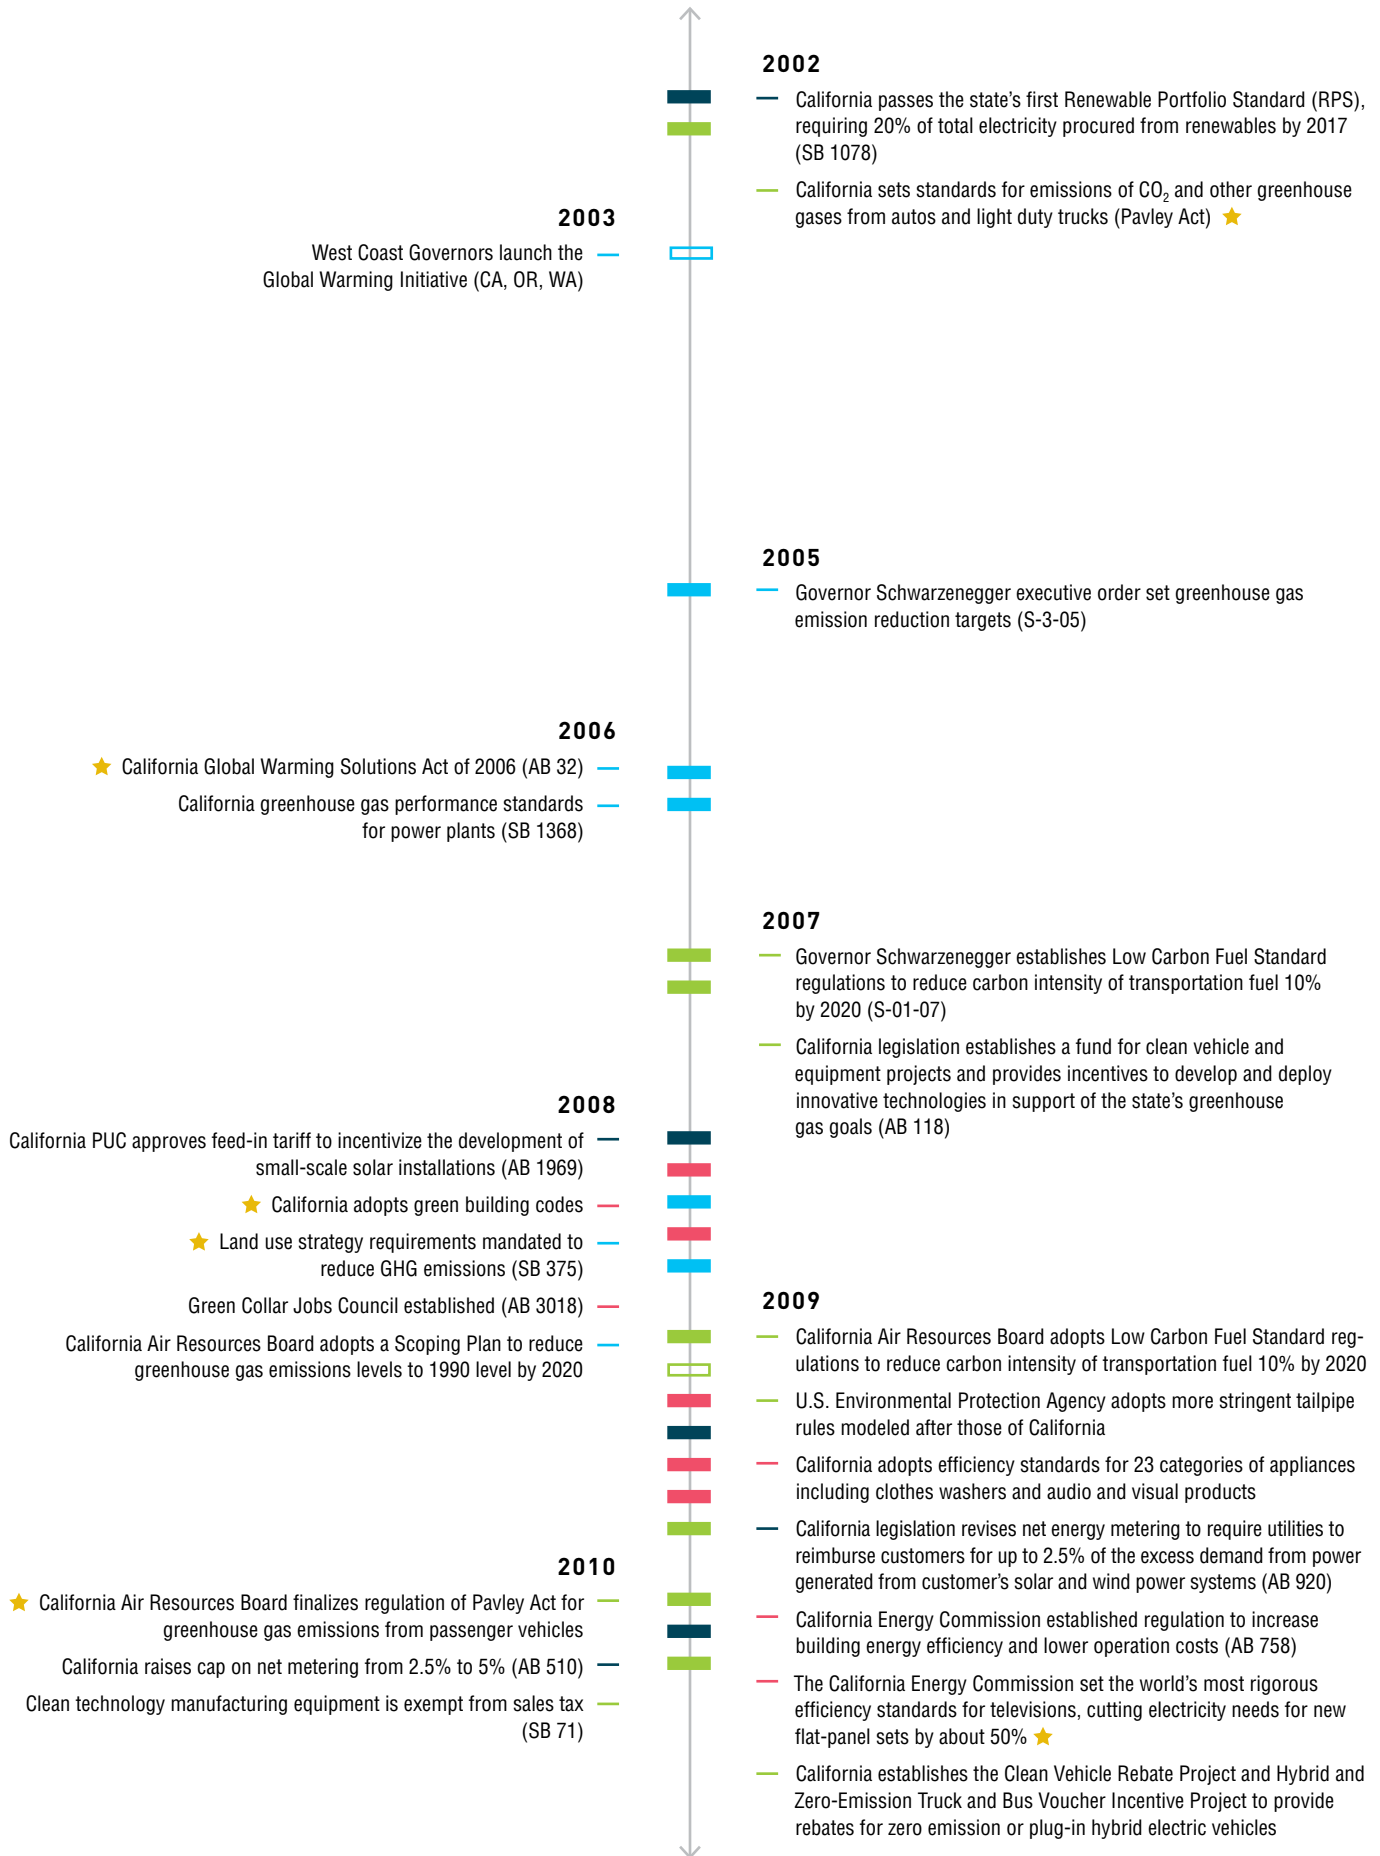 2002
California passes the state’s first Renewable Portfolio Standard (RPS),
requiring 20% of total electricity procured from renewables by 2017
(SB 1078)
California sets standards for emissions of CO₂ and other greenhouse
gases from autos and light duty trucks (Pavley Act)
2003
West Coast Governors launch the
Global Warming Initiative (CA, OR, WA)
2005
Governor Schwarzenegger executive order set greenhouse gas
emission reduction targets (S-3-05)
2006
California Global Warming Solutions Act of 2006 (AB 32)
California greenhouse gas performance standards
for power plants (SB 1368)
2007
Governor Schwarzenegger establishes Low Carbon Fuel Standard
regulations to reduce carbon intensity of transportation fuel 10%
by 2020 (S-01-07)
California legislation establishes a fund for clean vehicle and
equipment projects and provides incentives to develop and deploy
innovative technologies in support of the state’s greenhouse
gas goals (AB 118)
2008
California PUC approves feed-in tariff to incentivize the development of
small-scale solar installations (AB 1969)
California adopts green building codes
Land use strategy requirements mandated to
reduce GHG emissions (SB 375)
Green Collar Jobs Council established (AB 3018)
California Air Resources Board adopts a Scoping Plan to reduce
greenhouse gas emissions levels to 1990 level by 2020
2009
California Air Resources Board adopts Low Carbon Fuel Standard reg-
ulations to reduce carbon intensity of transportation fuel 10% by 2020
U.S. Environmental Protection Agency adopts more stringent tailpipe
rules modeled after those of California
California adopts efficiency standards for 23 categories of appliances
including clothes washers and audio and visual products
California legislation revises net energy metering to require utilities to
reimburse customers for up to 2.5% of the excess demand from power
generated from customer’s solar and wind power systems (AB 920)
California Energy Commission established regulation to increase
building energy efficiency and lower operation costs (AB 758)
The California Energy Commission set the world’s most rigorous
efficiency standards for televisions, cutting electricity needs for new
flat-panel sets by about 50%
California establishes the Clean Vehicle Rebate Project and Hybrid and
Zero-Emission Truck and Bus Voucher Incentive Project to provide
rebates for zero emission or plug-in hybrid electric vehicles
2010
California Air Resources Board finalizes regulation of Pavley Act for
greenhouse gas emissions from passenger vehicles
California raises cap on net metering from 2.5% to 5% (AB 510)
Clean technology manufacturing equipment is exempt from sales tax
(SB 71)